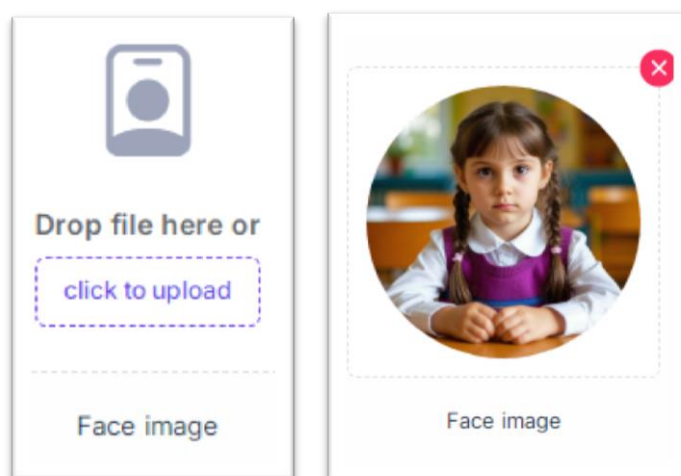 Drop file here or
click to upload
Face image
Face image